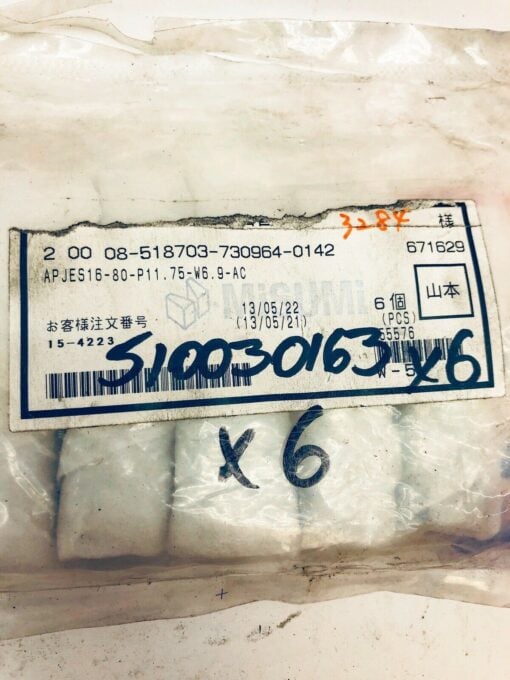 3284 様
2 00 08-518703-730964-0142 671629
APJES16-80-P11.75-W6.9-AC
MiSUMi
山本
13/05/22 6個
お客様注文番号 (13/05/21) (PCS)
15-4223 55576
510030163 x6
W-5
x 6